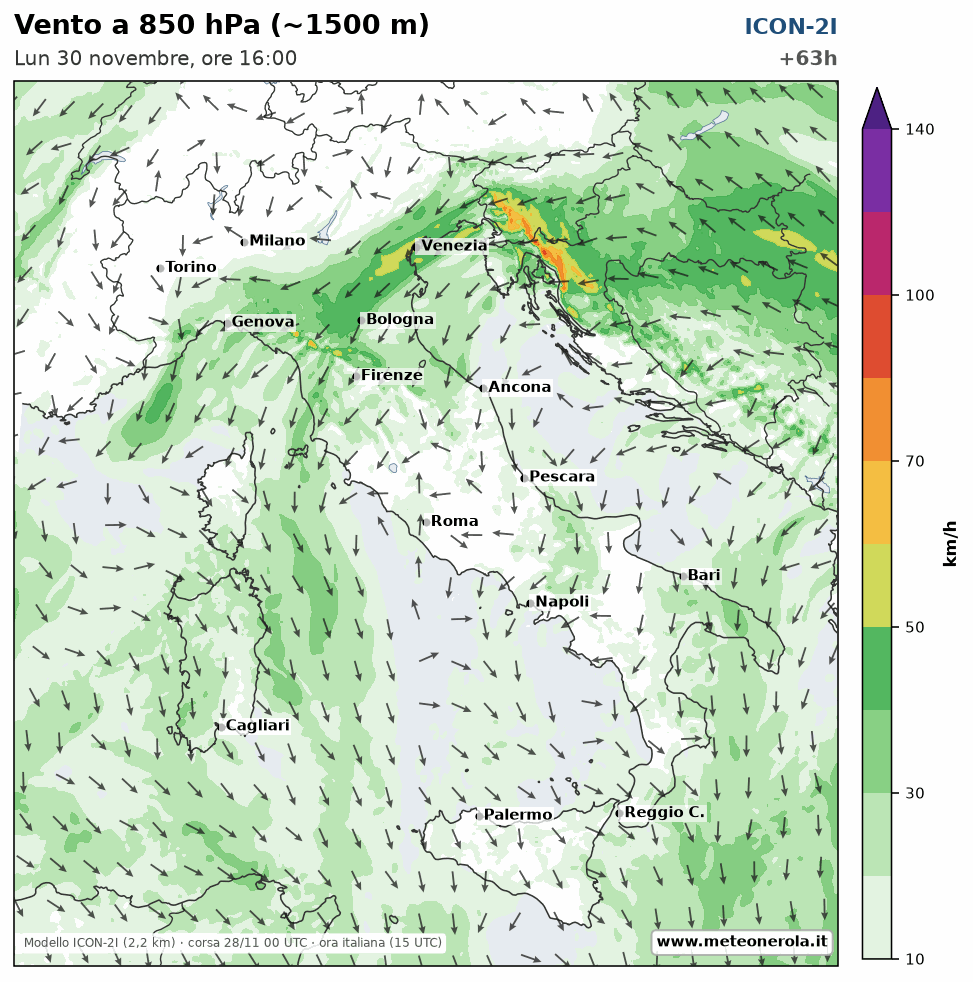 Vento a 850 hPa (~1500 m)
ICON-2I
Lun 30 novembre, ore 16:00
+63h
Milano
Venezia
Torino
Genova
Bologna
Firenze
Ancona
Pescara
Roma
Bari
Napoli
Cagliari
Palermo
Reggio C.
140
100
70
50
30
10
km/h
Modello ICON-2I (2,2 km) · corsa 28/11 00 UTC · ora italiana (15 UTC)
www.meteonerola.it